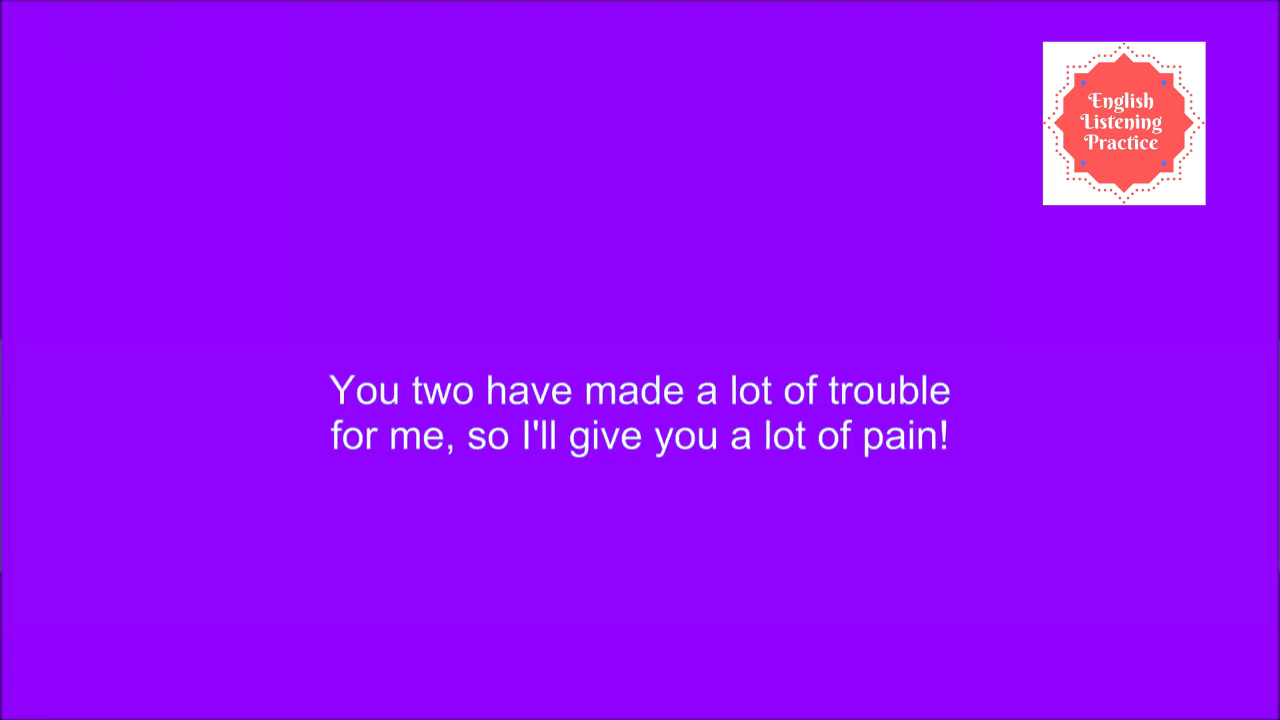 English
Listening
Practice
You two have made a lot of trouble
for me, so I'll give you a lot of pain!